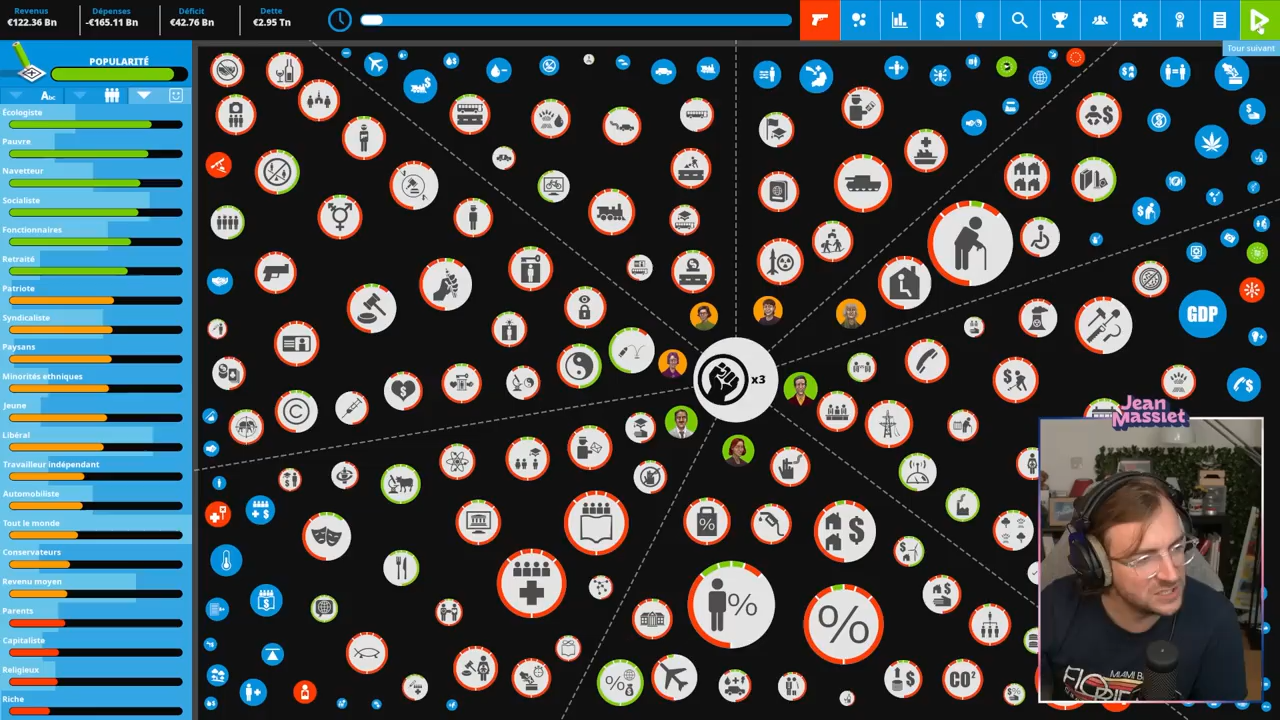 Revenus
Dépenses
Déficit
Dette
€122.36 Bn
-€165.11 Bn
€42.76 Bn
€2.95 Tn
$
Tour suivant
POPULARITÉ
ABC
Écologiste
Pauvre
Navetteur
Socialiste
Fonctionnaires
Retraité
Patriote
Syndicaliste
Paysans
Minorités ethniques
Jeune
Libéral
Travailleur indépendant
Automobiliste
Tout le monde
Conservateurs
Revenu moyen
Parents
Capitaliste
Religieux
Riche
GDP
x3
%
%
CO²
Jean
Massiet
MIAMI